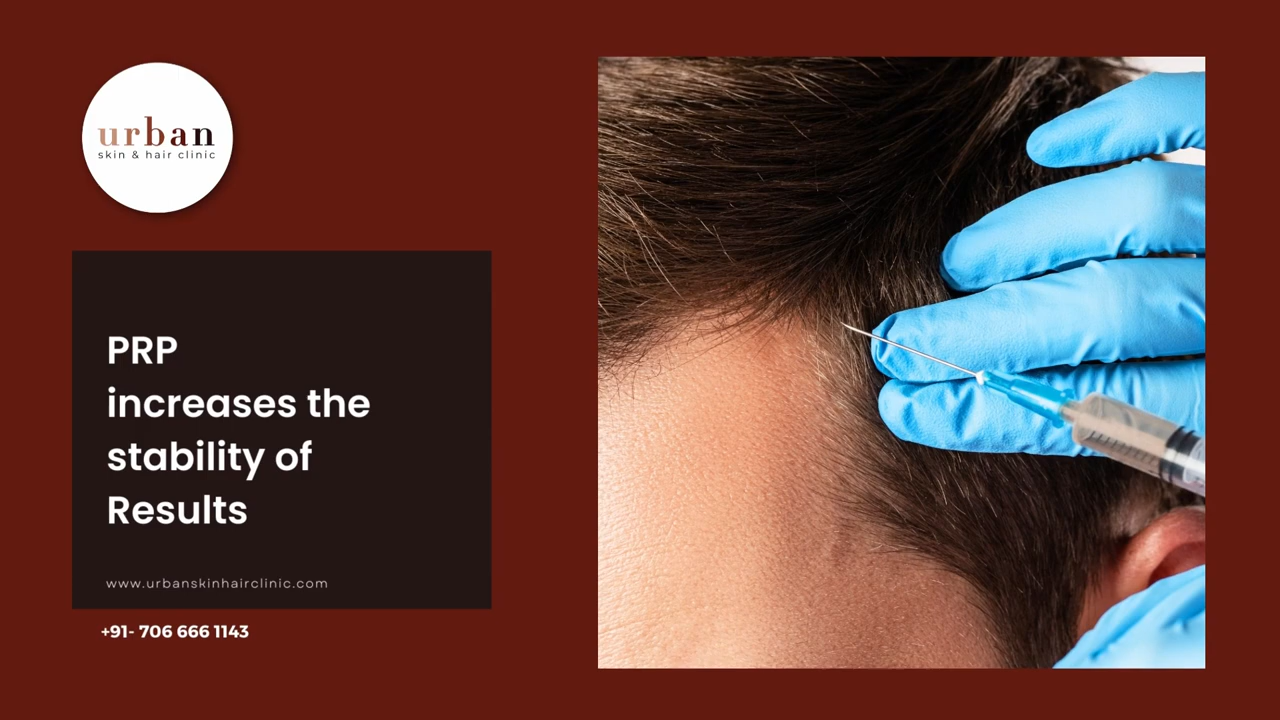 urban
skin & hair clinic
PRP
increases the
stability of
Results
www.urbanskinhairclinic.com
+91- 706 666 1143